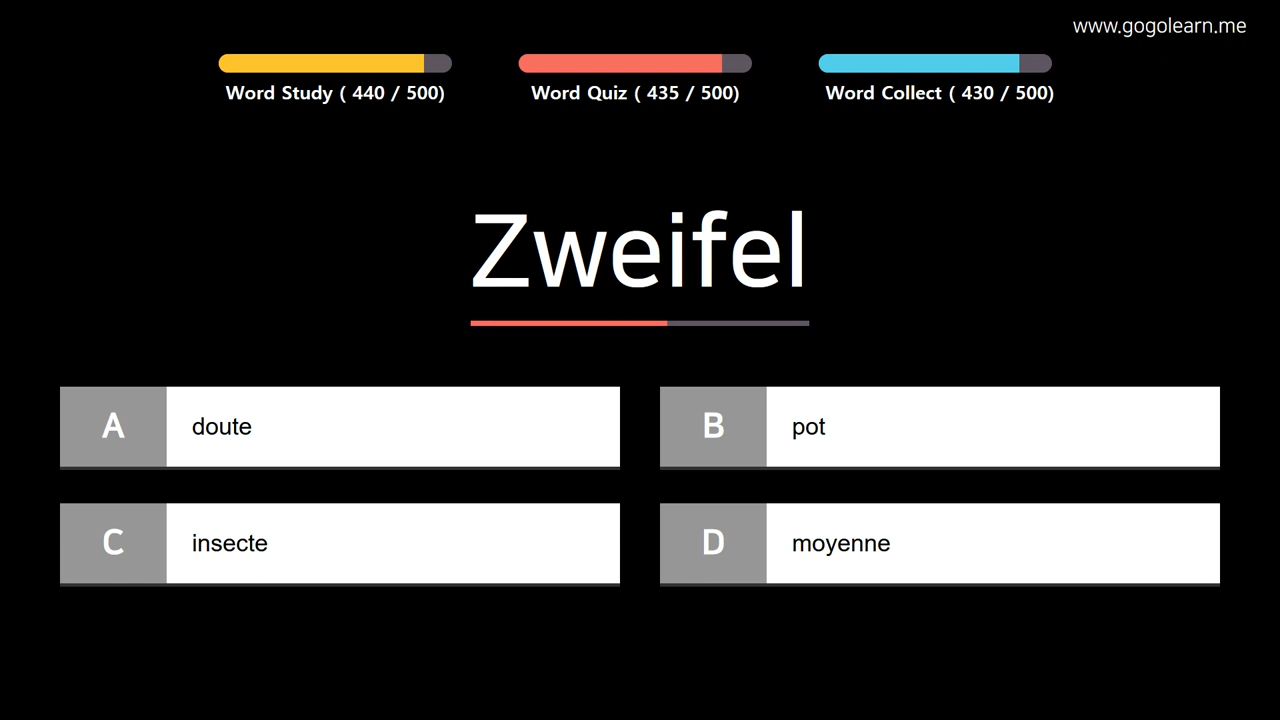 www.gogolearn.me
Word Study ( 440 / 500)
Word Quiz ( 435 / 500)
Word Collect ( 430 / 500)
Zweifel
A doute
B pot
C insecte
D moyenne